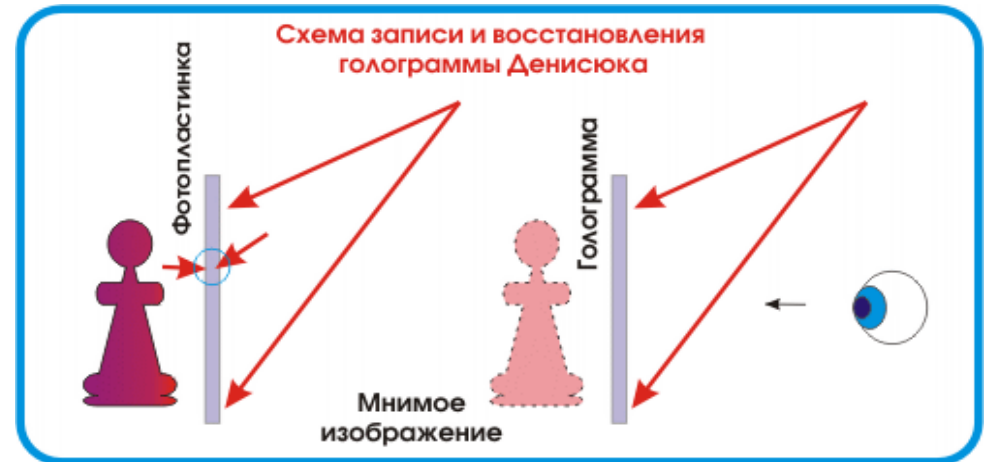 Схема записи и восстановления
голограммы Денисюка
Фотопластинка
Голограмма
Мнимое
изображение